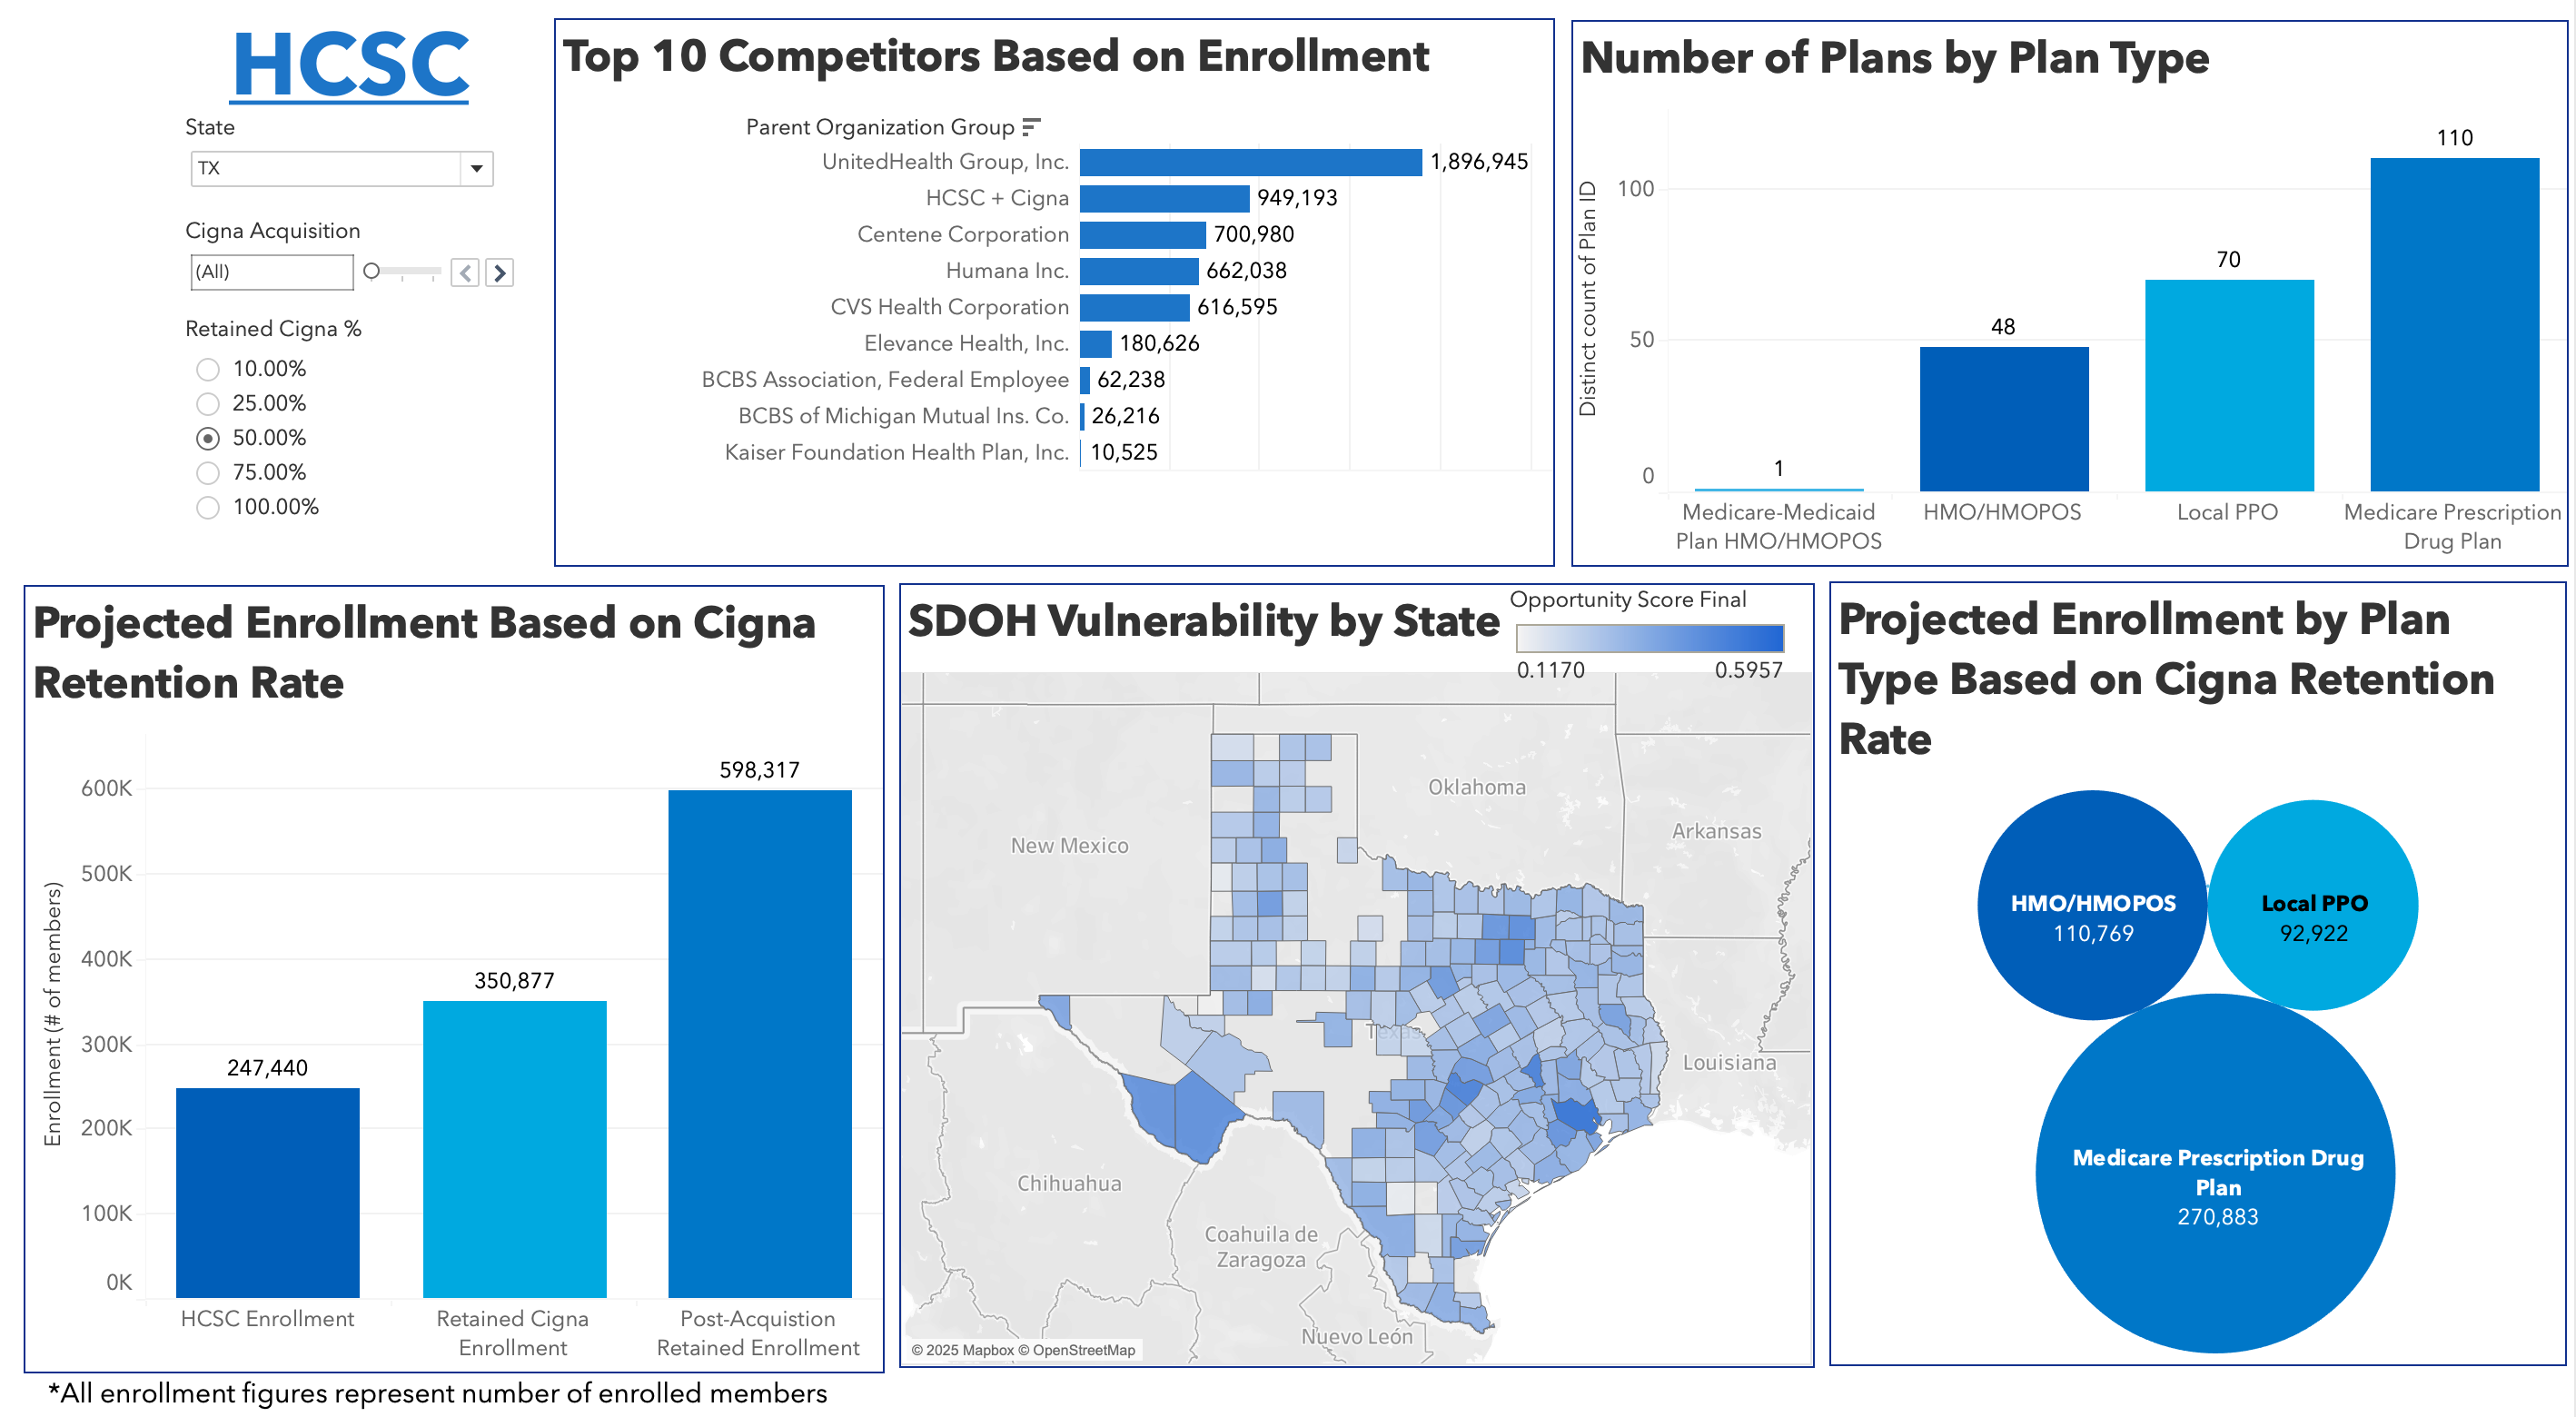 HCSC
State
TX
Cigna Acquisition
(All)
Retained Cigna %
10.00%
25.00%
50.00%
75.00%
100.00%
Top 10 Competitors Based on Enrollment
Parent Organization Group
UnitedHealth Group, Inc. 1,896,945
HCSC + Cigna 949,193
Centene Corporation 700,980
Humana Inc. 662,038
CVS Health Corporation 616,595
Elevance Health, Inc. 180,626
BCBS Association, Federal Employee 62,238
BCBS of Michigan Mutual Ins. Co. 26,216
Kaiser Foundation Health Plan, Inc. 10,525
Number of Plans by Plan Type
Distinct count of Plan ID
100
50
0
1
48
70
110
Medicare-Medicaid
Plan HMO/HMOPOS
HMO/HMOPOS
Local PPO
Medicare Prescription
Drug Plan
Projected Enrollment Based on Cigna
Retention Rate
Enrollment (# of members)
600K
500K
400K
300K
200K
100K
0K
247,440
350,877
598,317
HCSC Enrollment
Retained Cigna
Enrollment
Post-Acquistion
Retained Enrollment
*All enrollment figures represent number of enrolled members
SDOH Vulnerability by State
Opportunity Score Final
0.1170 0.5957
Oklahoma
New Mexico
Arkansas
Texas
Louisiana
Chihuahua
Coahuila de
Zaragoza
Nuevo León
© 2025 Mapbox © OpenStreetMap
Projected Enrollment by Plan
Type Based on Cigna Retention
Rate
HMO/HMOPOS
110,769
Local PPO
92,922
Medicare Prescription Drug
Plan
270,883